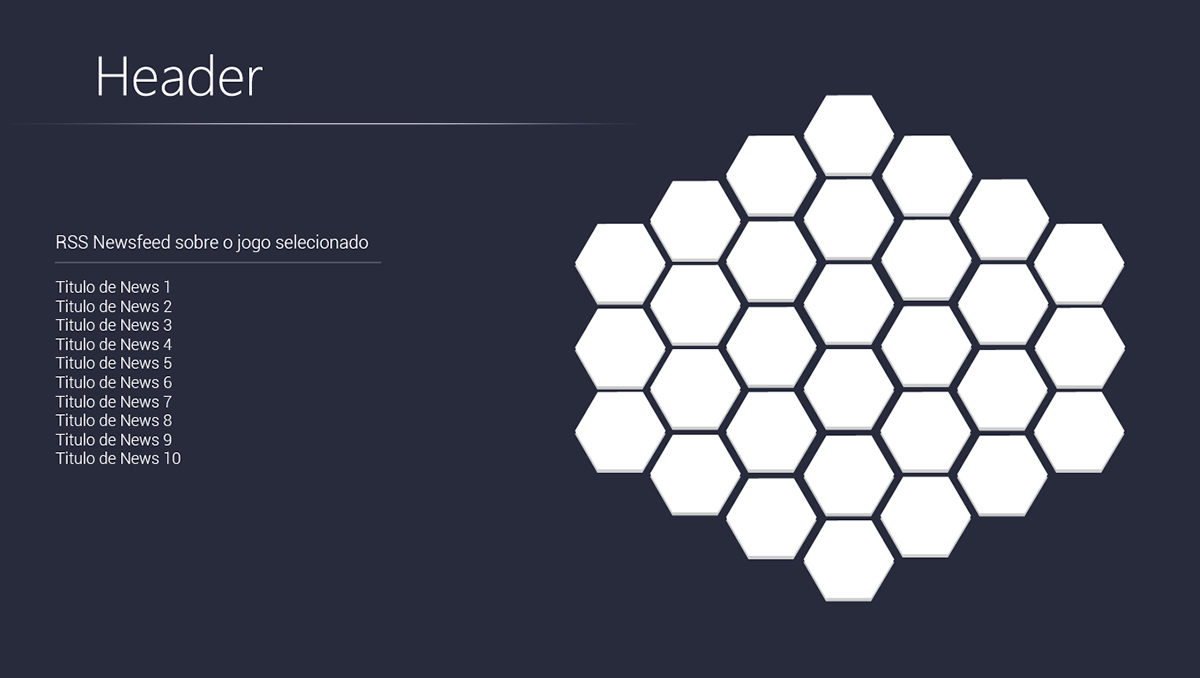 Header
RSS Newsfeed sobre o jogo selecionado
Titulo de News 1
Titulo de News 2
Titulo de News 3
Titulo de News 4
Titulo de News 5
Titulo de News 6
Titulo de News 7
Titulo de News 8
Titulo de News 9
Titulo de News 10